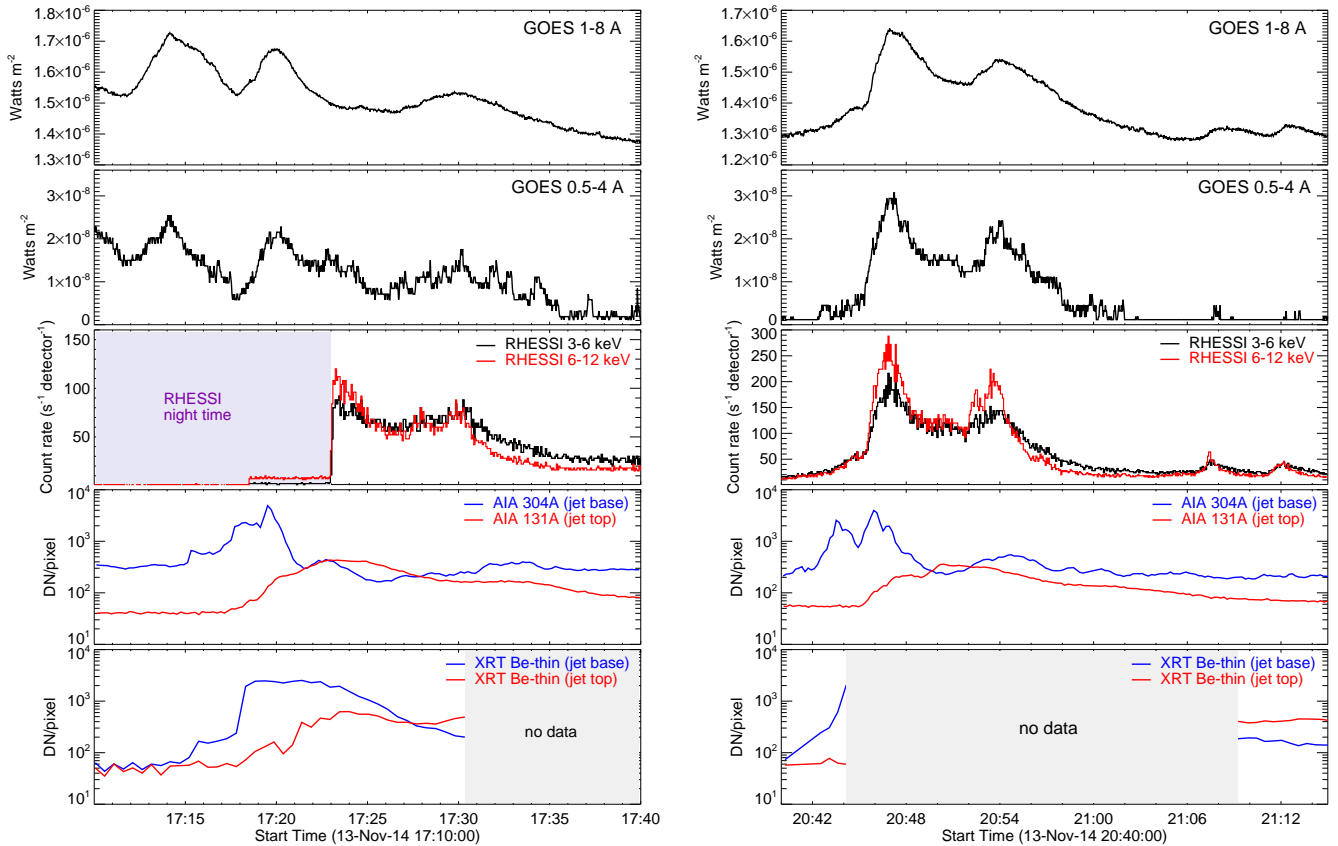 GOES 1-8 A
Watts m-2
1.8×10-6
1.7×10-6
1.6×10-6
1.5×10-6
1.4×10-6
1.3×10-6
GOES 0.5-4 A
Watts m-2
3×10-8
2×10-8
1×10-8
0
RHESSI 3-6 keV
RHESSI 6-12 keV
RHESSI
night time
Count rate (s-1 detector-1)
150
100
50
AIA 304A (jet base)
AIA 131A (jet top)
DN/pixel
104
103
102
101
XRT Be-thin (jet base)
XRT Be-thin (jet top)
no data
DN/pixel
104
103
102
101
17:15 17:20 17:25 17:30 17:35 17:40
Start Time (13-Nov-14 17:10:00)
GOES 1-8 A
Watts m-2
1.7×10-6
1.6×10-6
1.5×10-6
1.4×10-6
1.3×10-6
1.2×10-6
GOES 0.5-4 A
Watts m-2
3×10-8
2×10-8
1×10-8
0
RHESSI 3-6 keV
RHESSI 6-12 keV
Count rate (s-1 detector-1)
300
250
200
150
100
50
AIA 304A (jet base)
AIA 131A (jet top)
DN/pixel
104
103
102
101
XRT Be-thin (jet base)
XRT Be-thin (jet top)
no data
DN/pixel
104
103
102
101
20:42 20:48 20:54 21:00 21:06 21:12
Start Time (13-Nov-14 20:40:00)